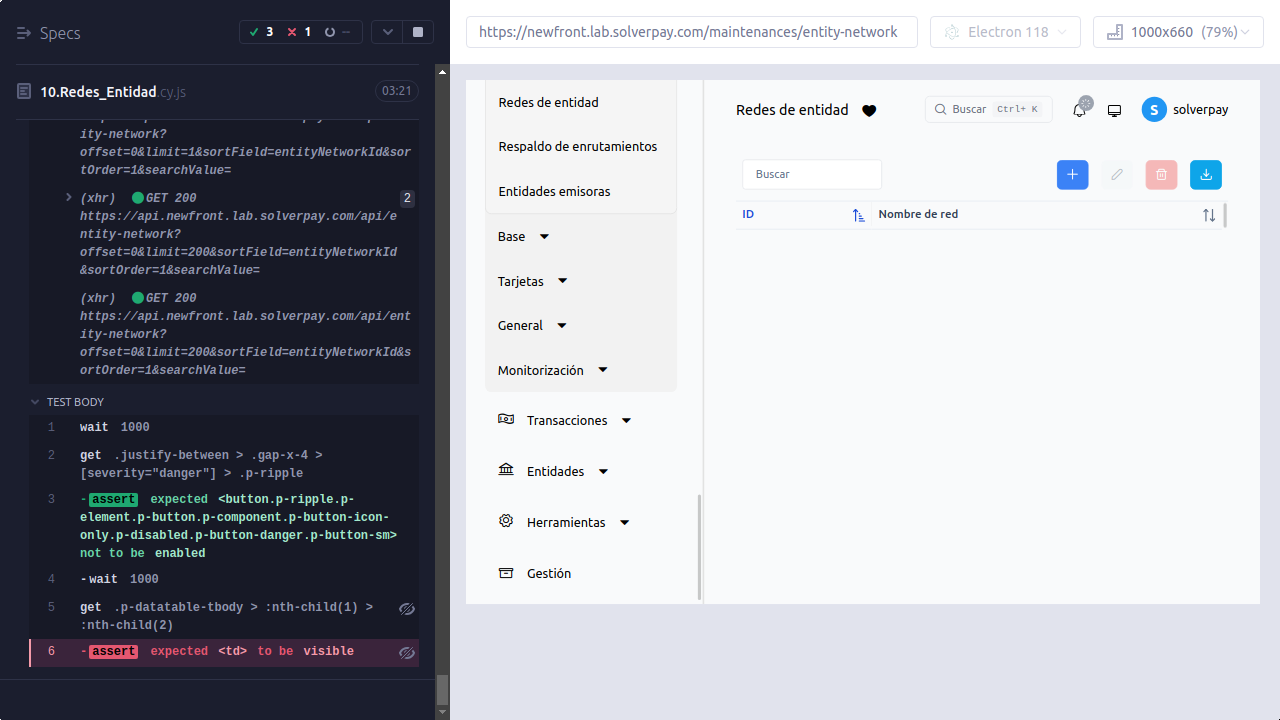 Specs
3
1
--
10.Redes_Entidad.cy.js
03:21
ity-network?
offset=0&limit=1&sortField=entityNetworkId&sor
tOrder=1&searchValue=
(xhr) GET 200
2
https://api.newfront.lab.solverpay.com/api/e
ntity-network?
offset=0&limit=200&sortField=entityNetworkId
&sortOrder=1&searchValue=
(xhr) GET 200
https://api.newfront.lab.solverpay.com/api/ent
ity-network?
offset=0&limit=200&sortField=entityNetworkId&s
ortOrder=1&searchValue=
TEST BODY
1 wait 1000
2 get .justify-between > .gap-x-4 >
[severity="danger"] > .p-ripple
3 -assert expected <button.p-ripple.p-
element.p-button.p-component.p-button-icon-
only.p-disabled.p-button-danger.p-button-sm>
not to be enabled
4 -wait 1000
5 get .p-datatable-tbody > :nth-child(1) >
:nth-child(2)
6 -assert expected <td> to be visible
https://newfront.lab.solverpay.com/maintenances/entity-network
Electron 118
1000x660 (79%)
Redes de entidad
Respaldo de enrutamientos
Entidades emisoras
Base
Tarjetas
General
Monitorización
Transacciones
Entidades
Herramientas
Gestión
Redes de entidad
Buscar Ctrl+ K
S solverpay
Buscar
ID
Nombre de red